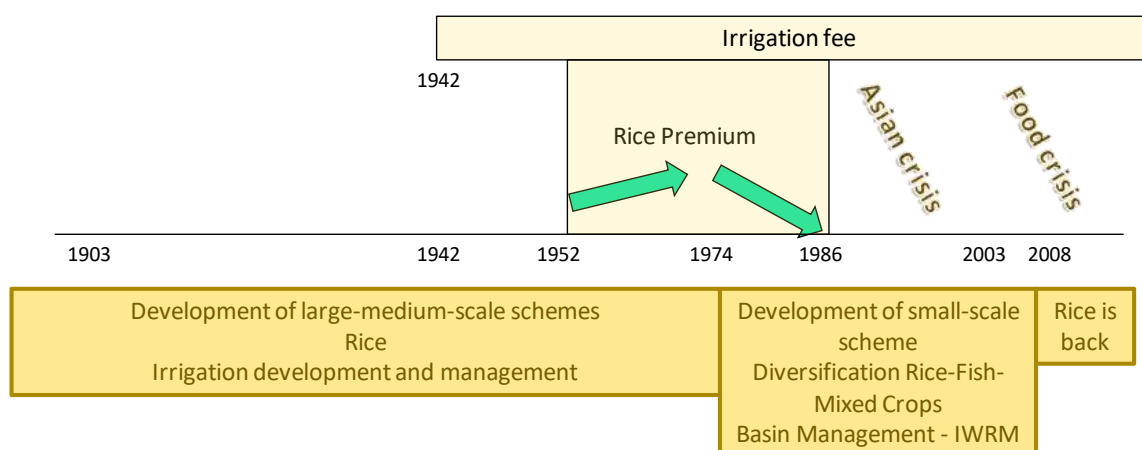 Irrigation fee
1942
Asian crisis
Food crisis
Rice Premium
1903 1942 1952 1974 1986 2003 2008
Development of large-medium-scale schemes
Rice
Irrigation development and management
Development of small-scale
scheme
Diversification Rice-Fish-
Mixed Crops
Basin Management - IWRM
Rice is
back